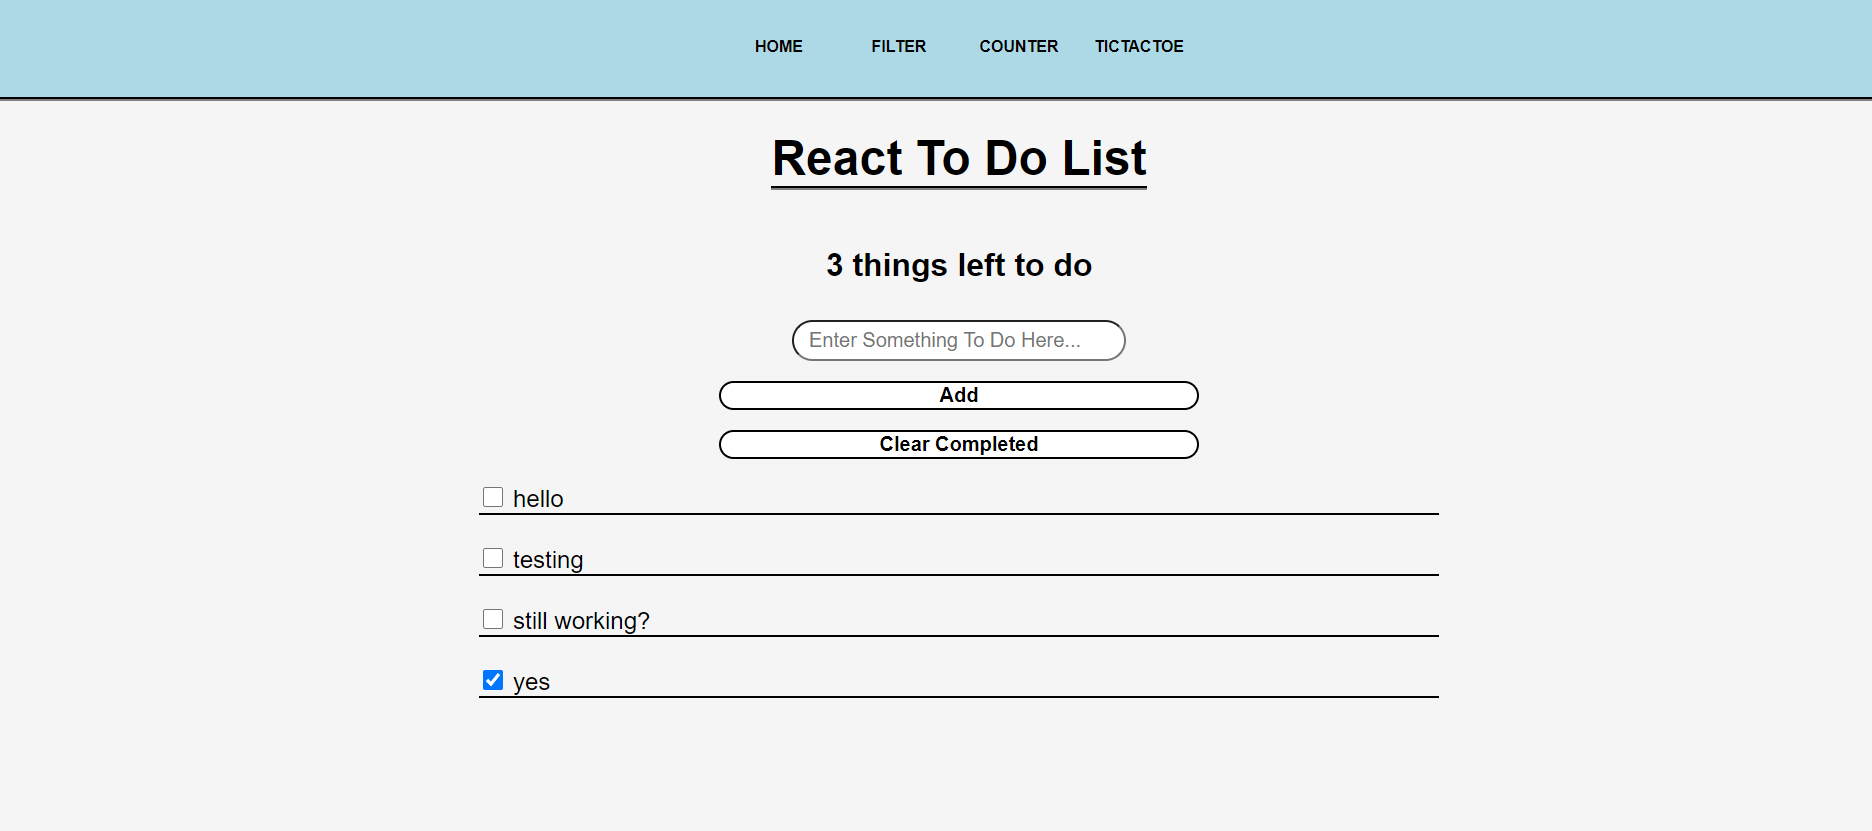 HOME FILTER COUNTER TICTACTOE
React To Do List
3 things left to do
Enter Something To Do Here...
Add
Clear Completed
hello
testing
still working?
yes